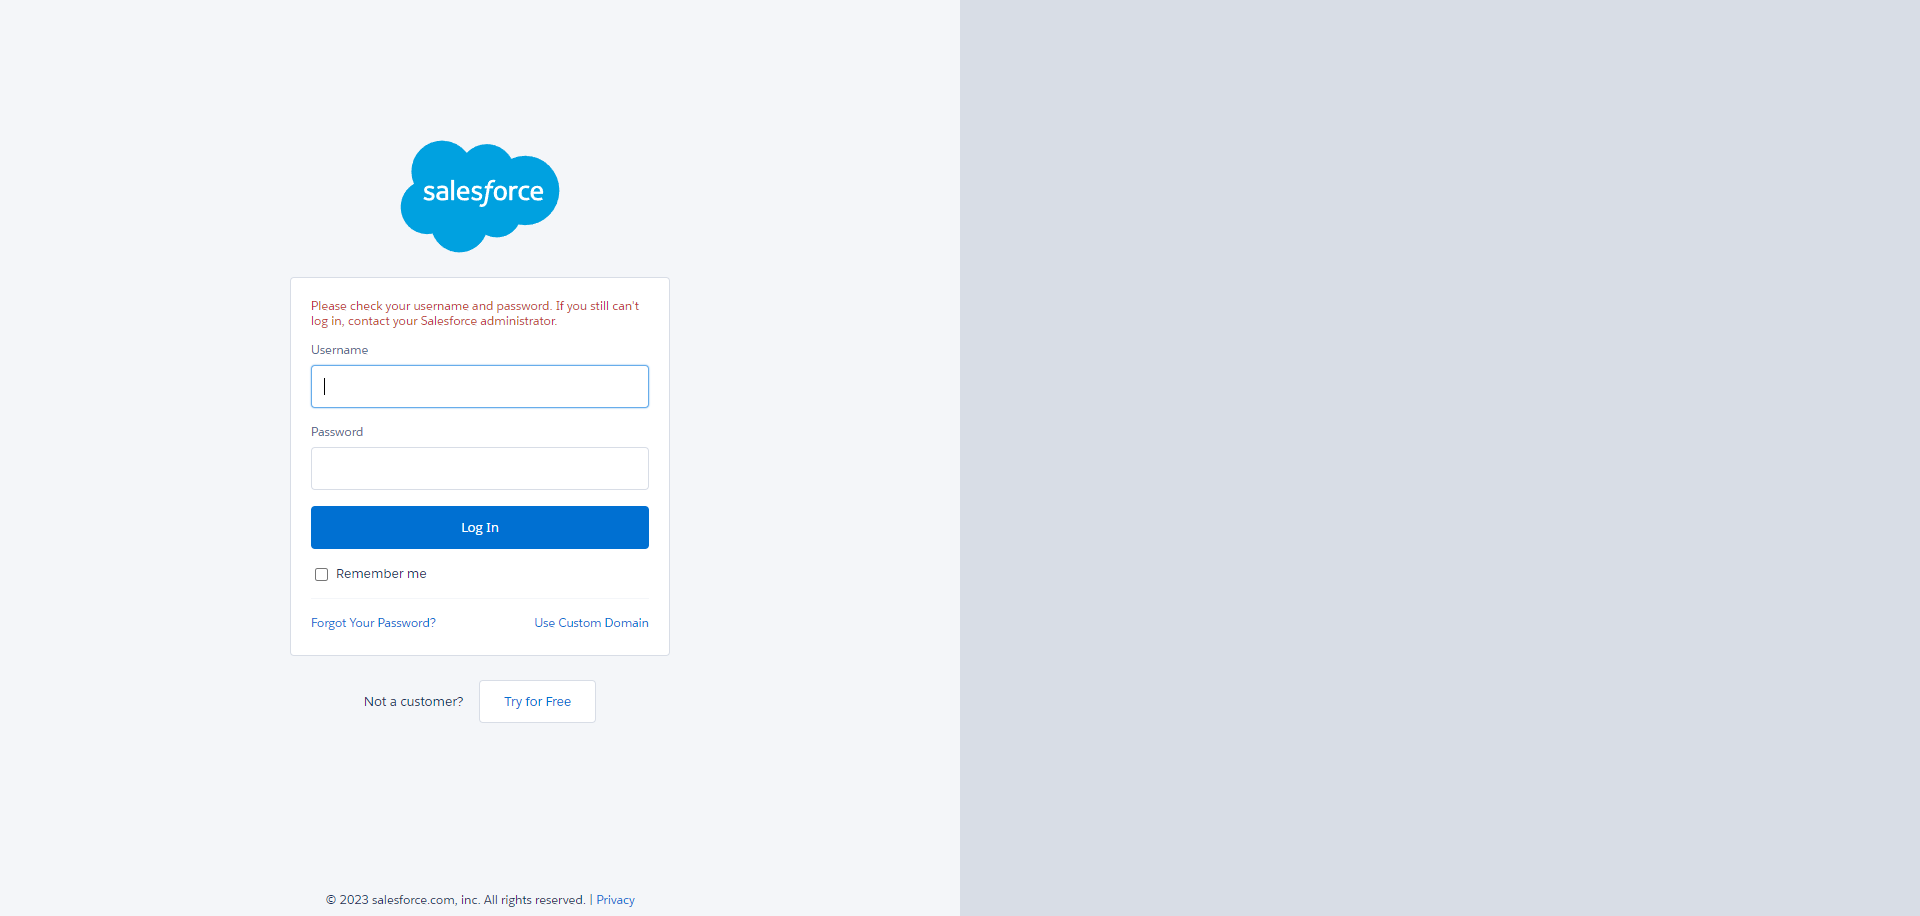 salesforce
Please check your username and password. If you still can't
log in, contact your Salesforce administrator.
Username
Password
Log In
Remember me
Forgot Your Password? Use Custom Domain
Not a customer? Try for Free
© 2023 salesforce.com, inc. All rights reserved. | Privacy